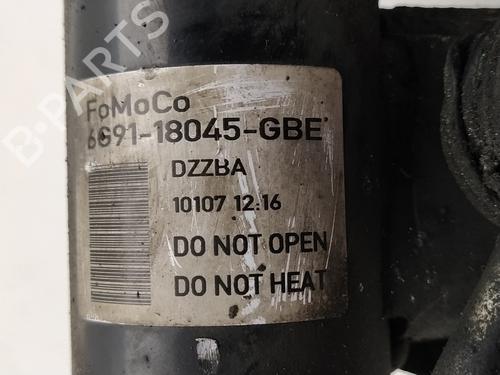 B-PARTS
FoMoCo
6G91-18045-GBE
DZZBA
10107 12:16
DO NOT OPEN
DO NOT HEAT